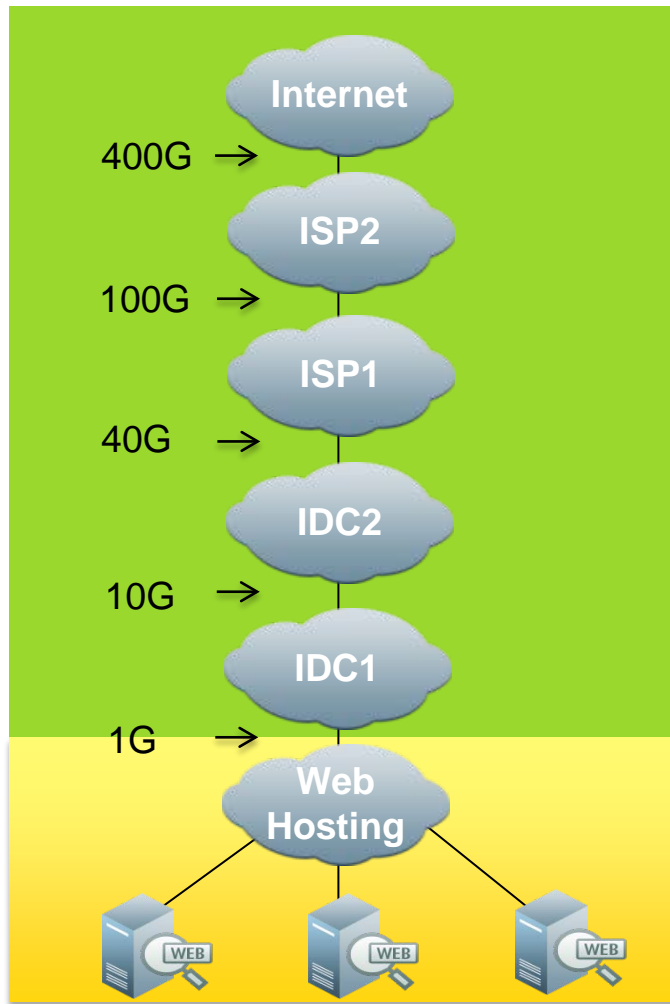 Internet
400G
ISP2
100G
ISP1
40G
IDC2
10G
IDC1
1G
Web
Hosting
WEB
WEB
WEB